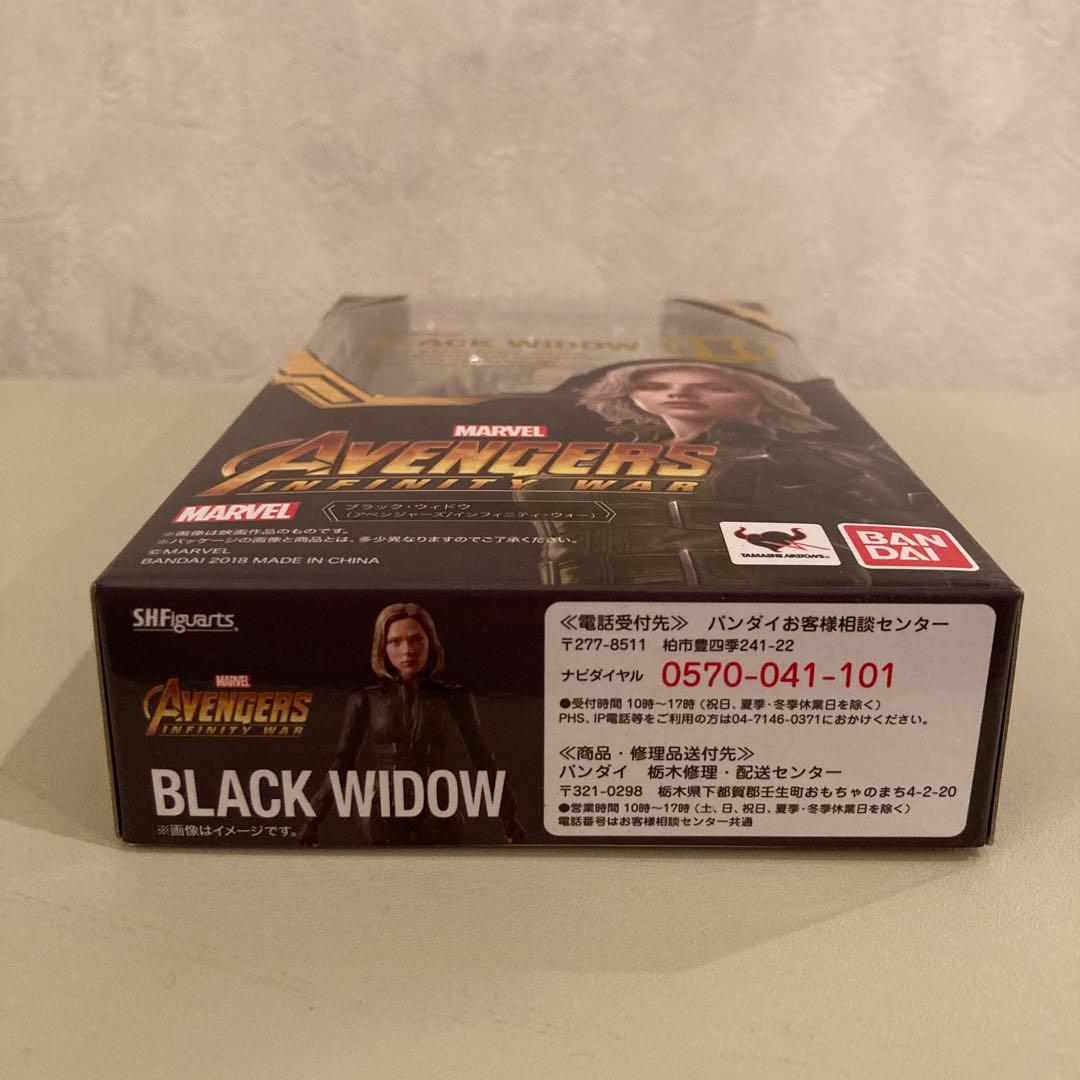 BLACK WIDOW
MARVEL
AVENGERS
INFINITY WAR
MARVEL
ブラック・ウィドウ
(アベンジャーズ/インフィニティ・ウォー)
※画像は映画作品のものです。
※パッケージの画像と商品とは、多少異なりますのでご了承ください。
©MARVEL
BANDAI 2018 MADE IN CHINA
TAMASHII NATIONS
BAN
DAI
S.H.Figuarts
MARVEL
AVENGERS
INFINITY WAR
BLACK WIDOW
※画像はイメージです。
≪電話受付先≫ バンダイお客様相談センター
〒277-8511 柏市豊四季241-22
ナビダイヤル 0570-041-101
●受付時間 10時～17時 (祝日、夏季・冬季休業日を除く)
PHS、IP電話等をご利用の方は04-7146-0371におかけください。
≪商品・修理品送付先≫
バンダイ 栃木修理・配送センター
〒321-0298 栃木県下都賀郡壬生町おもちゃのまち4-2-20
●営業時間 10時～17時 (土、日、祝日、夏季・冬季休業日を除く)
電話番号はお客様相談センター共通